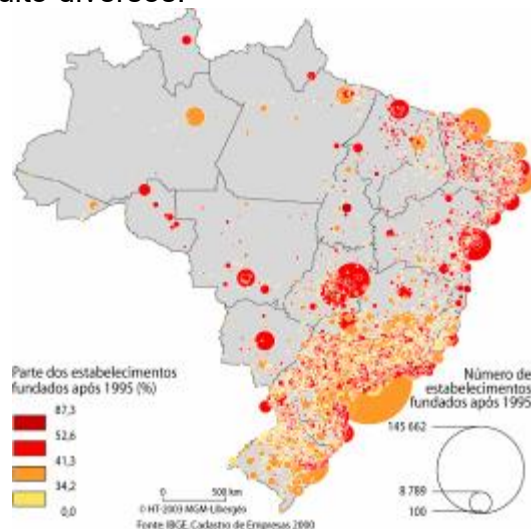 Parte dos estabelecimentos
fundados após 1995 (%)
87,3
52,6
41,3
34,2
0,0
0 500 km
© HT-2003 MGM-Libergéo
Fonte IBGE, Cadastro de Empresas 2000
Número de
estabelecimentos
fundados após 1995
145 662
8 789
100